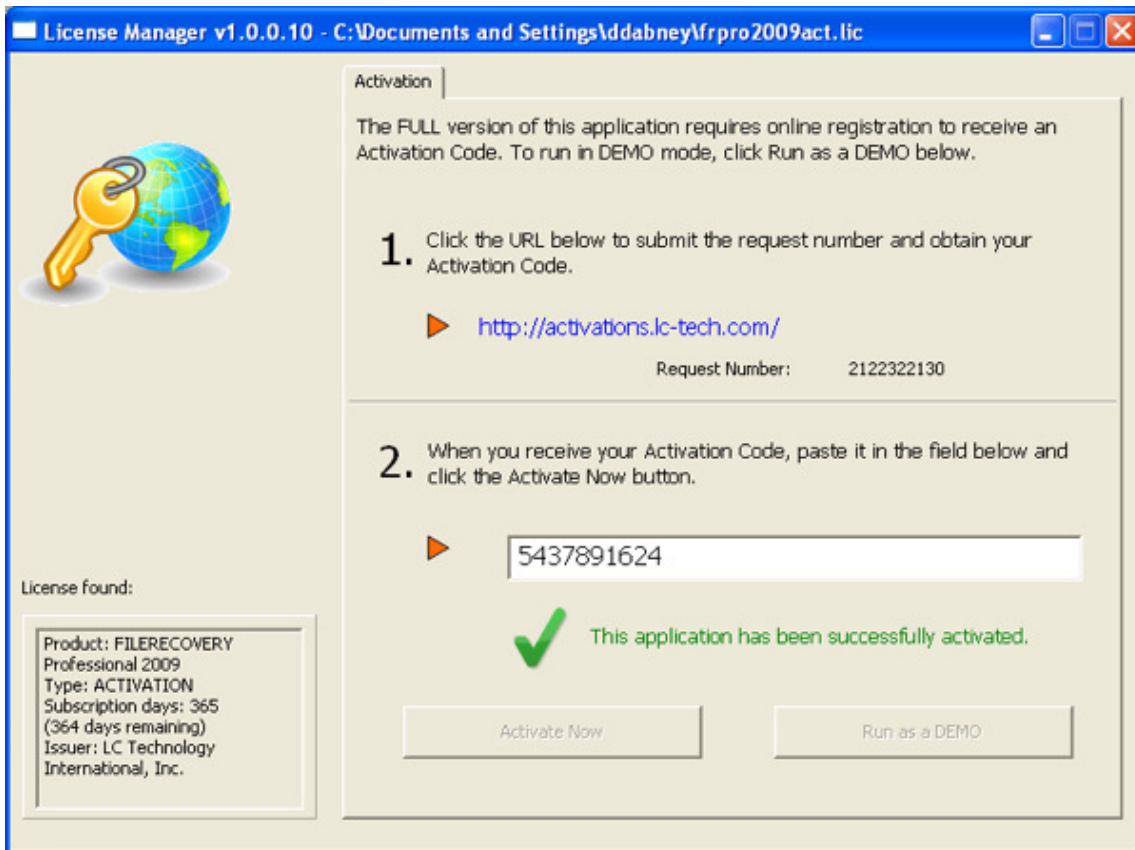 License Manager v1.0.0.10 - C:\Documents and Settings\ddabney\frpro2009act.lic
Activation
The FULL version of this application requires online registration to receive an
Activation Code. To run in DEMO mode, click Run as a DEMO below.
1. Click the URL below to submit the request number and obtain your
Activation Code.
http://activations.lc-tech.com/
Request Number: 2122322130
2. When you receive your Activation Code, paste it in the field below and
click the Activate Now button.
5437891624
This application has been successfully activated.
Activate Now
Run as a DEMO
License found:
Product: FILERECOVERY
Professional 2009
Type: ACTIVATION
Subscription days: 365
(364 days remaining)
Issuer: LC Technology
International, Inc.